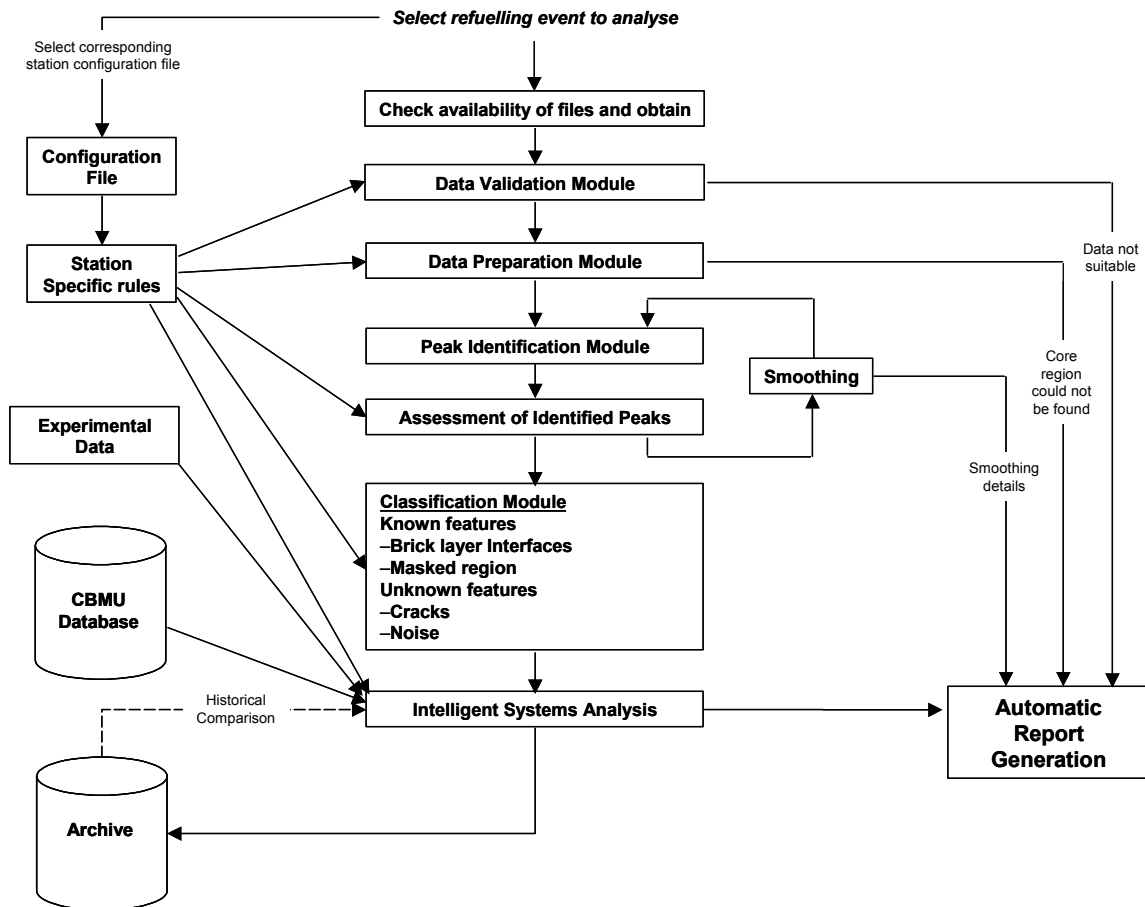 Select refuelling event to analyse
Select corresponding
station configuration file
Check availability of files and obtain
Configuration
File
Data Validation Module
Station
Specific rules
Data Preparation Module
Data not
suitable
Peak Identification Module
Smoothing
Core
region
could not
be found
Assessment of Identified Peaks
Experimental
Data
Smoothing
details
Classification Module
Known features
–Brick layer Interfaces
–Masked region
Unknown features
–Cracks
–Noise
CBMU
Database
Historical
Comparison
Intelligent Systems Analysis
Automatic
Report
Generation
Archive